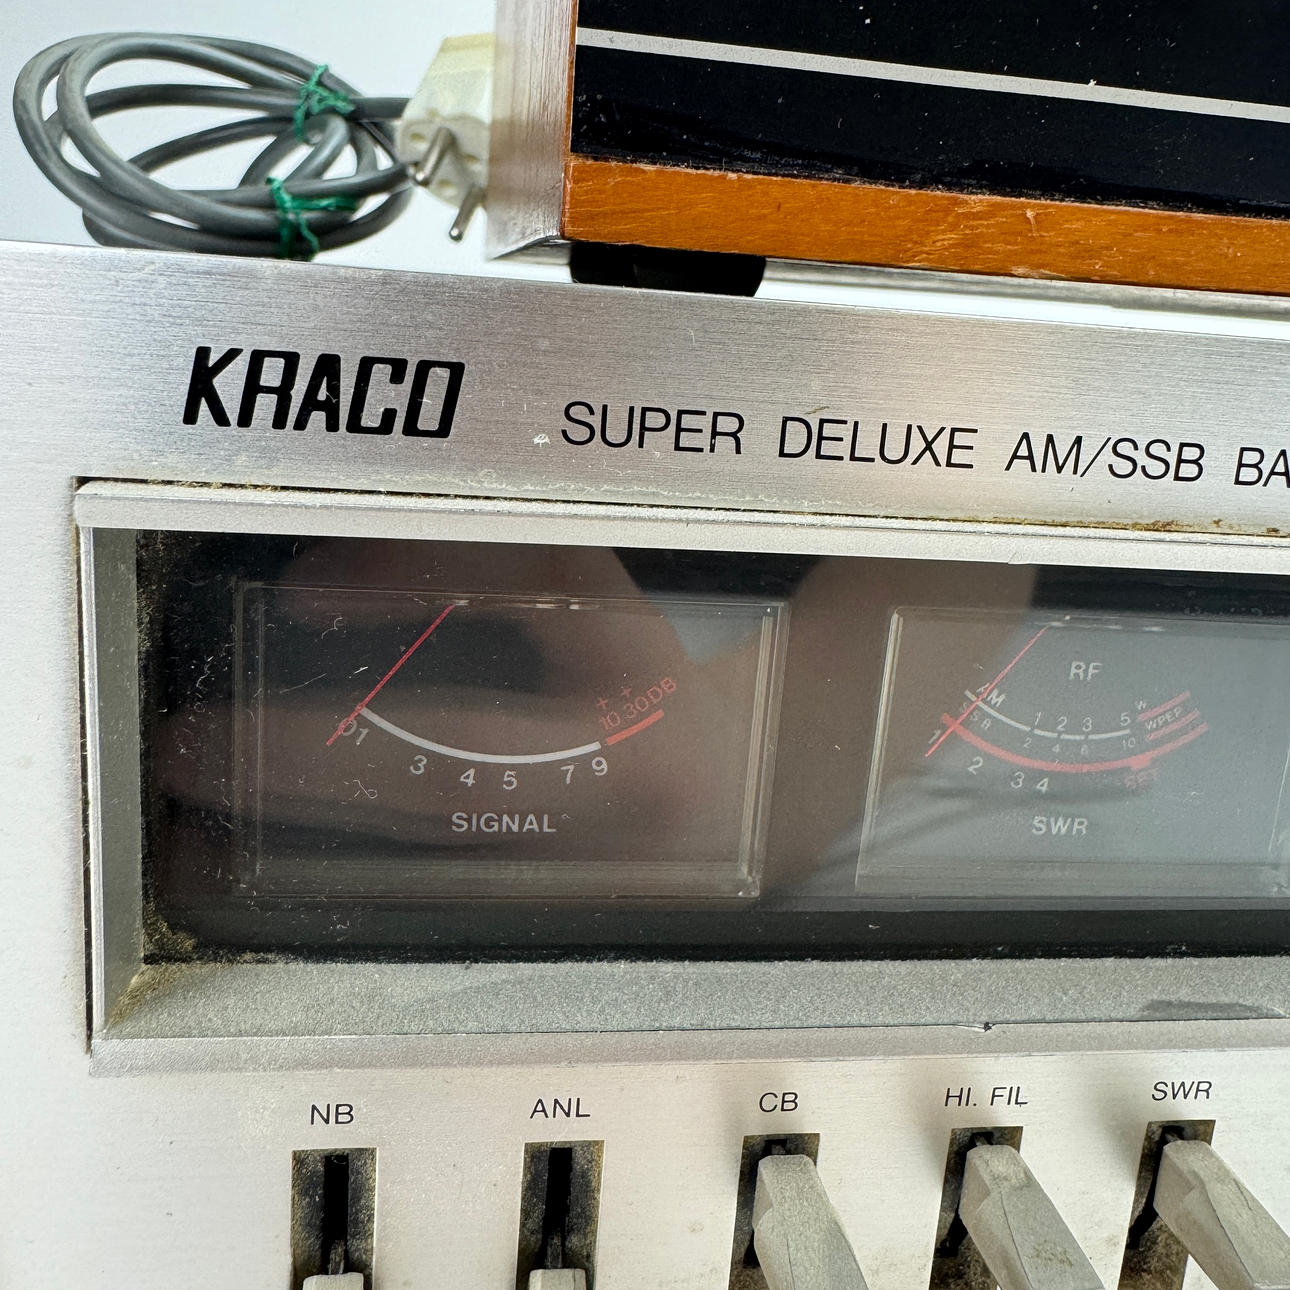 KRACO
SUPER DELUXE AM/SSB BA
+ +
10 30DB
0 1 3 4 5 7 9
SIGNAL
RF
AM 1 2 3 5 W
SSB 2 4 6 10 WPEP
1 2 3 4 SET
SWR
NB ANL CB HI. FIL SWR